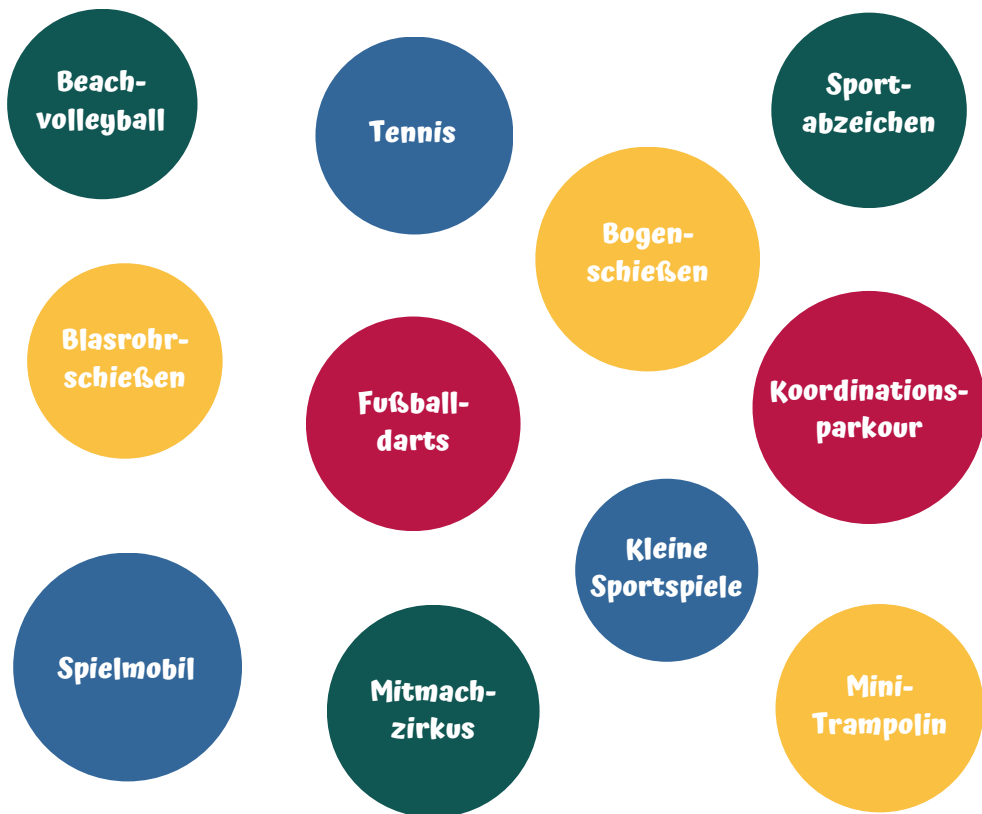 Beach-
volleyball
Tennis
Sport-
abzeichen
Bogen-
schießen
Blasrohr-
schießen
Fußball-
darts
Koordinations-
parkour
Kleine
Sportspiele
Spielmobil
Mitmach-
zirkus
Mini-
Trampolin